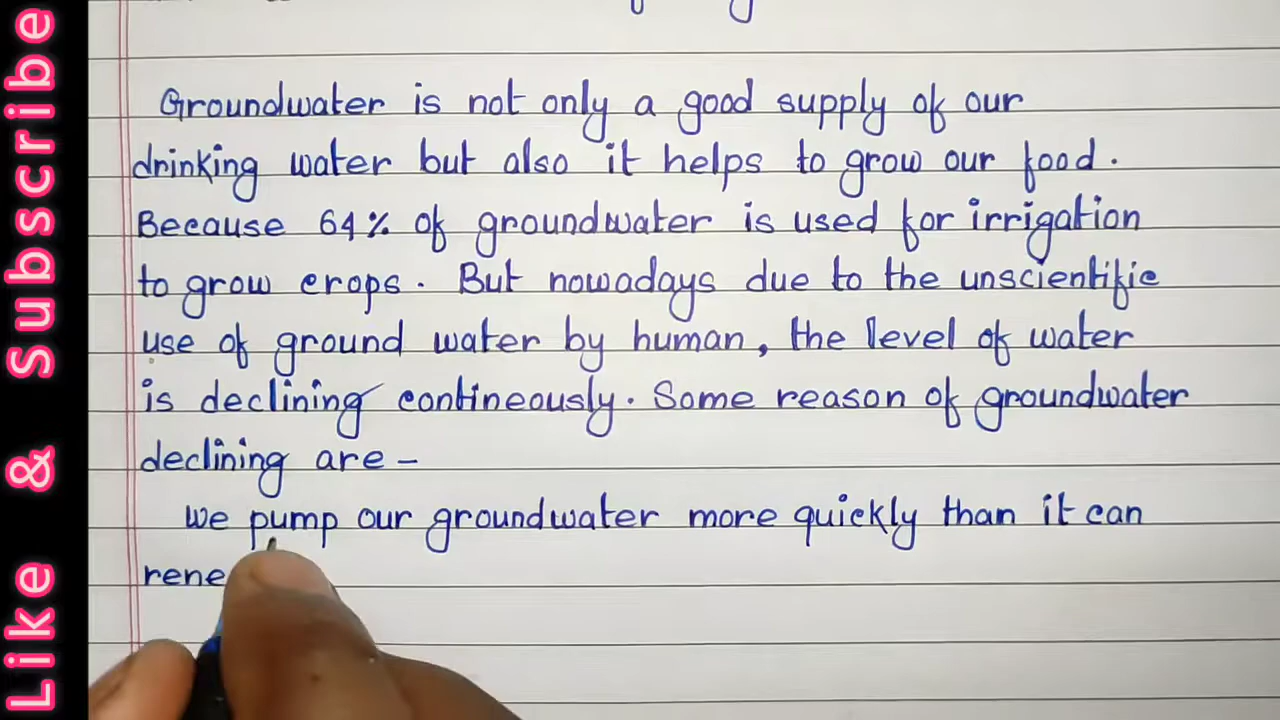 Groundwater is not only a good supply of our
drinking water but also it helps to grow our food.
Because 64% of groundwater is used for irrigation
to grow crops. But nowadays due to the unscientific
use of ground water by human, the level of water
is declining contineously. Some reason of groundwater
declining are -
we pump our groundwater more quickly than it can
rene
Like & Subscribe